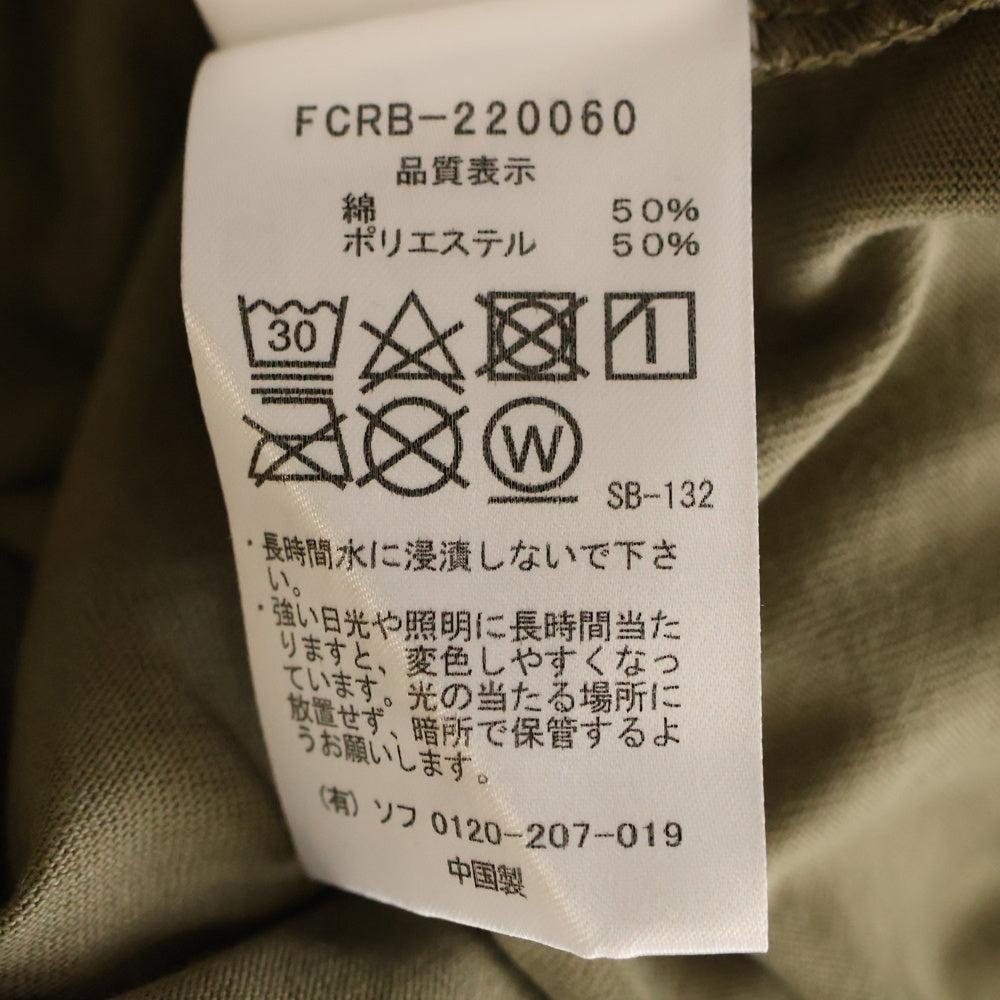 FCRB-220060
品質表示
綿 50%
ポリエステル 50%
30
W
SB-132
・長時間水に浸漬しないで下さ
い。
・強い日光や照明に長時間当た
りますと、変色しやすくなっ
ています。光の当たる場所に
放置せず、暗所で保管するよ
うお願いします。
(有) ソフ 0120-207-019
中国製